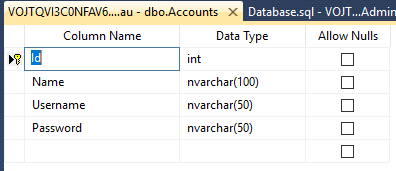 VOJTQVI3C0NFAV6....au - dbo.Accounts Database.sql - VOJT...Admin
Column Name Data Type Allow Nulls
Id int
Name nvarchar(100)
Username nvarchar(50)
Password nvarchar(50)